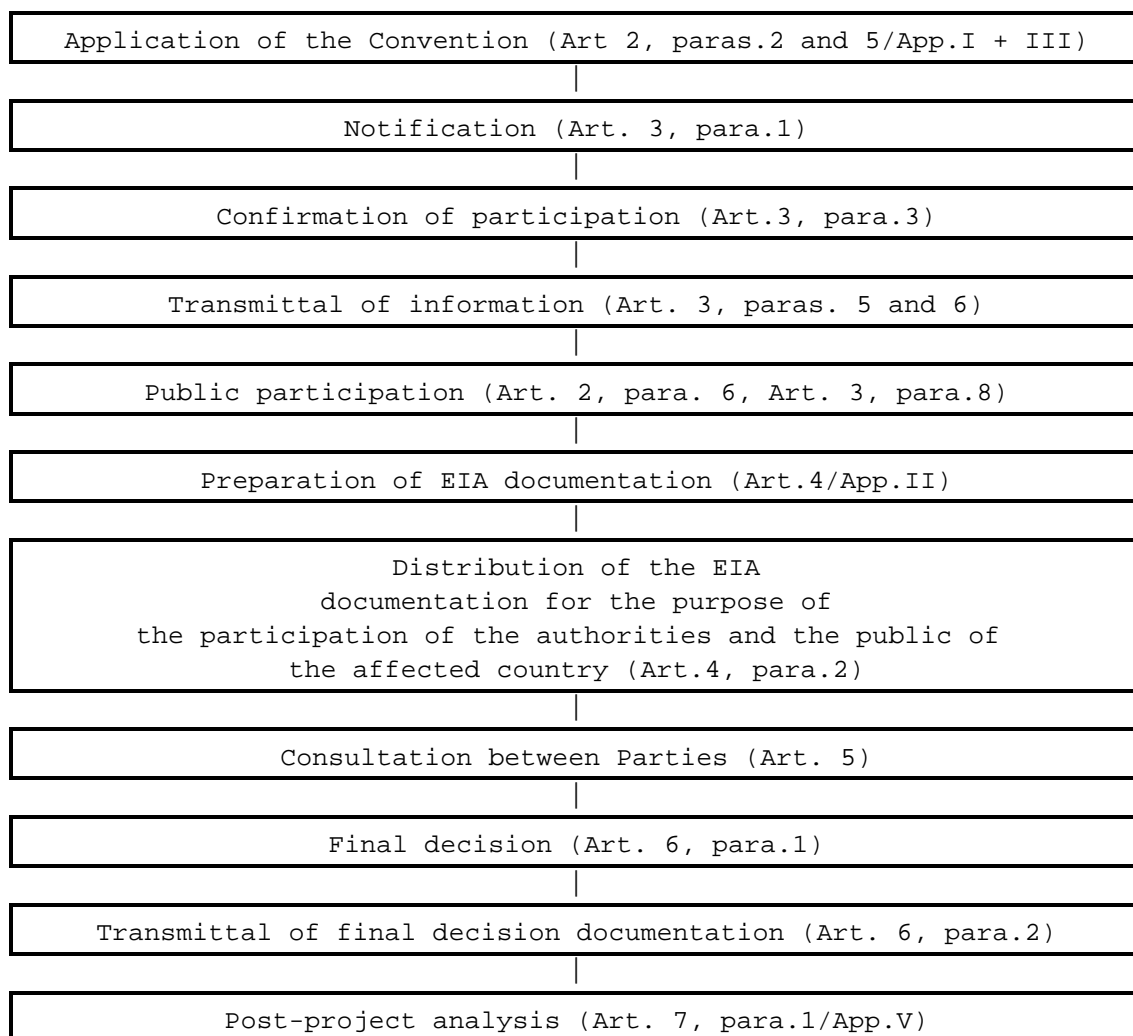 Application of the Convention (Art 2, paras.2 and 5/App.I + III)
Notification (Art. 3, para.1)
Confirmation of participation (Art.3, para.3)
Transmittal of information (Art. 3, paras. 5 and 6)
Public participation (Art. 2, para. 6, Art. 3, para.8)
Preparation of EIA documentation (Art.4/App.II)
Distribution of the EIA
documentation for the purpose of
the participation of the authorities and the public of
the affected country (Art.4, para.2)
Consultation between Parties (Art. 5)
Final decision (Art. 6, para.1)
Transmittal of final decision documentation (Art. 6, para.2)
Post-project analysis (Art. 7, para.1/App.V)